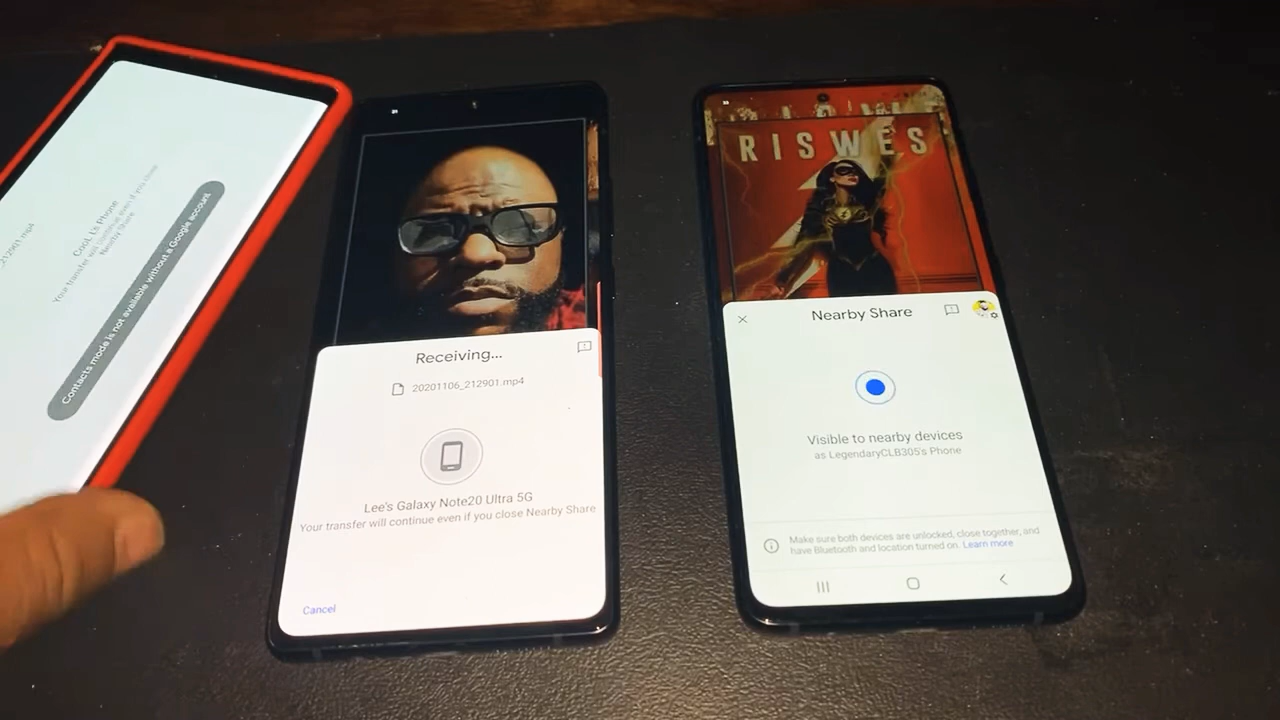 _212901.mp4
Cool L's Phone
Your transfer will continue even if you close
Nearby Share
Contacts mode is not available without a Google account
Receiving...
20201106_212901.mp4
Lee's Galaxy Note20 Ultra 5G
Your transfer will continue even if you close Nearby Share
Cancel
RISWES
Nearby Share
Visible to nearby devices
as LegendaryCLB305's Phone
Make sure both devices are unlocked, close together, and
have Bluetooth and location turned on. Learn more